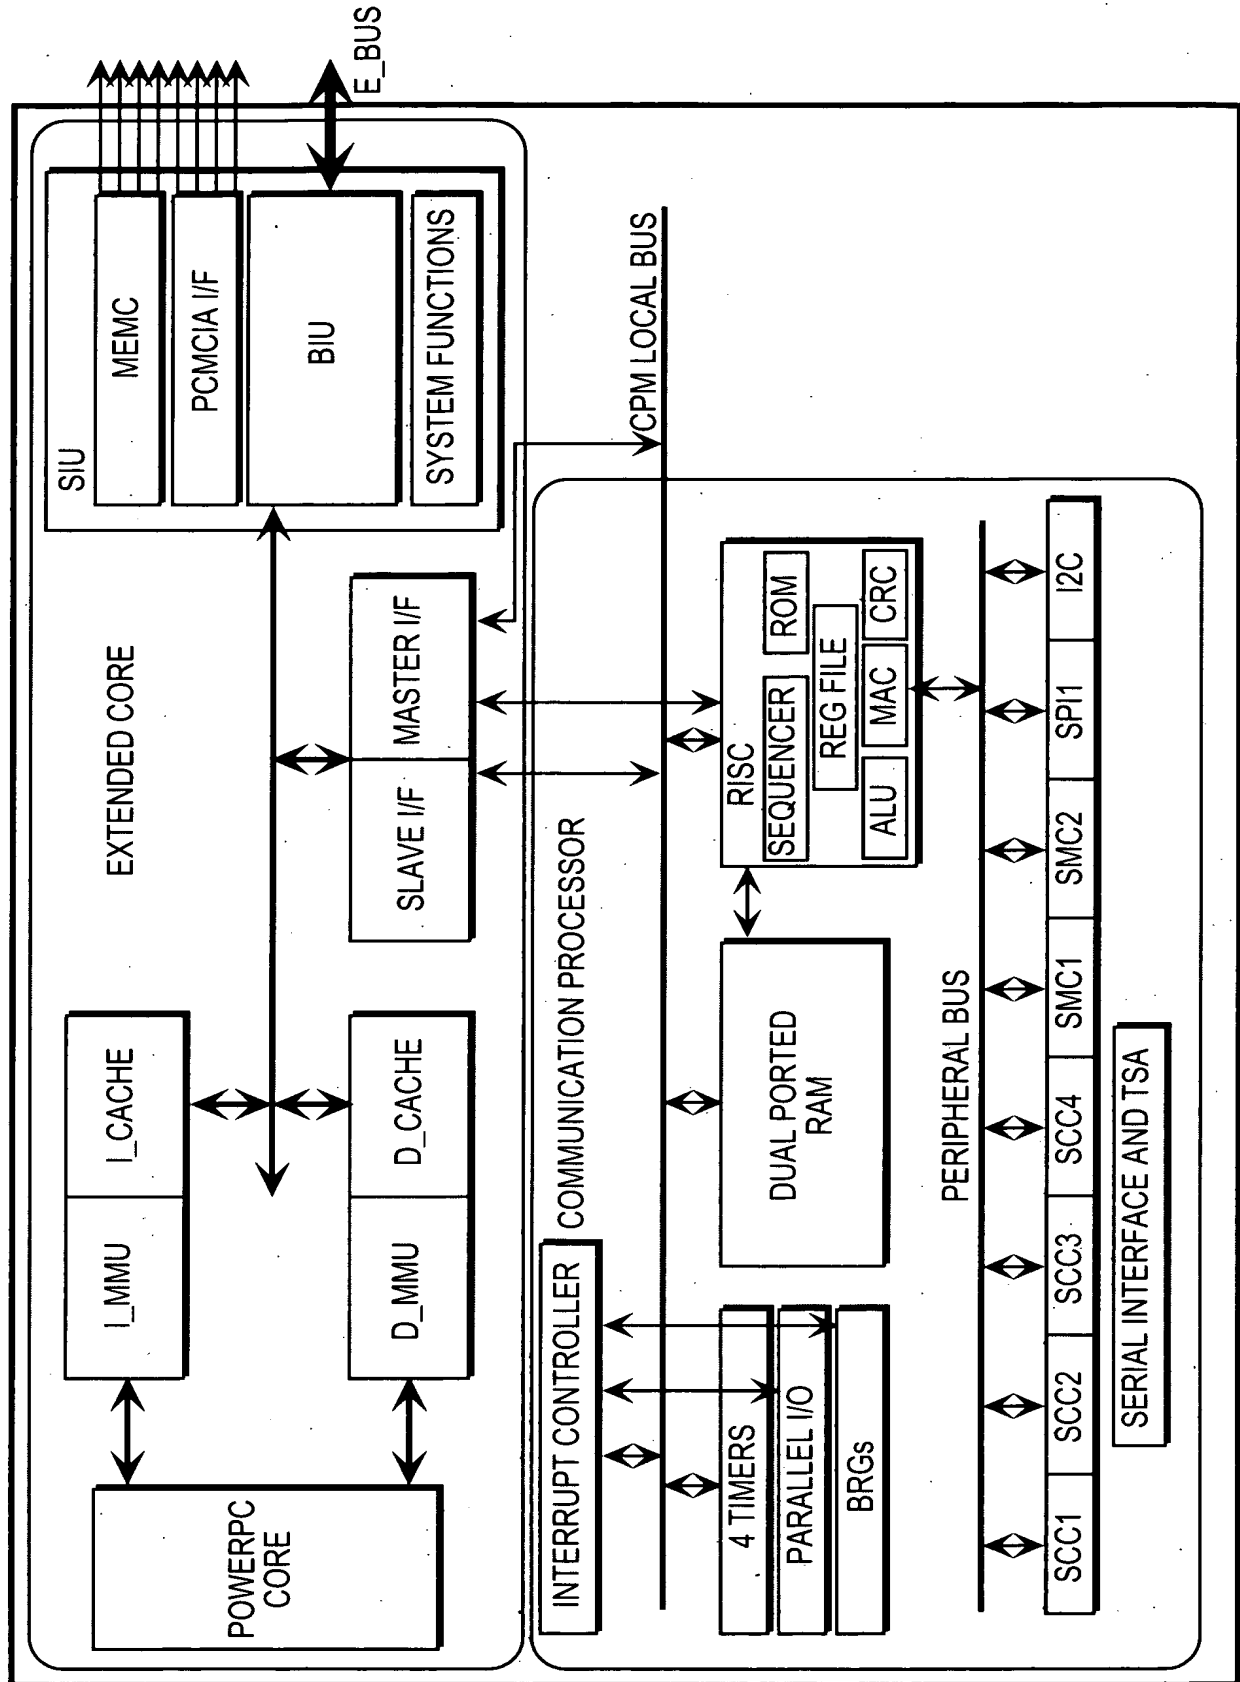 EXTENDED CORE
POWERPC
CORE
I_MMU
I_CACHE
D_MMU
D_CACHE
SLAVE I/F
MASTER I/F
SIU
MEMC
PCMCIA I/F
BIU
SYSTEM FUNCTIONS
E_BUS
INTERRUPT CONTROLLER
COMMUNICATION PROCESSOR
CPM LOCAL BUS
4 TIMERS
PARALLEL I/O
BRGs
DUAL PORTED
RAM
RISC
SEQUENCER
ROM
REG FILE
ALU
MAC
CRC
PERIPHERAL BUS
SCC1
SCC2
SCC3
SCC4
SMC1
SMC2
SPI1
I2C
SERIAL INTERFACE AND TSA